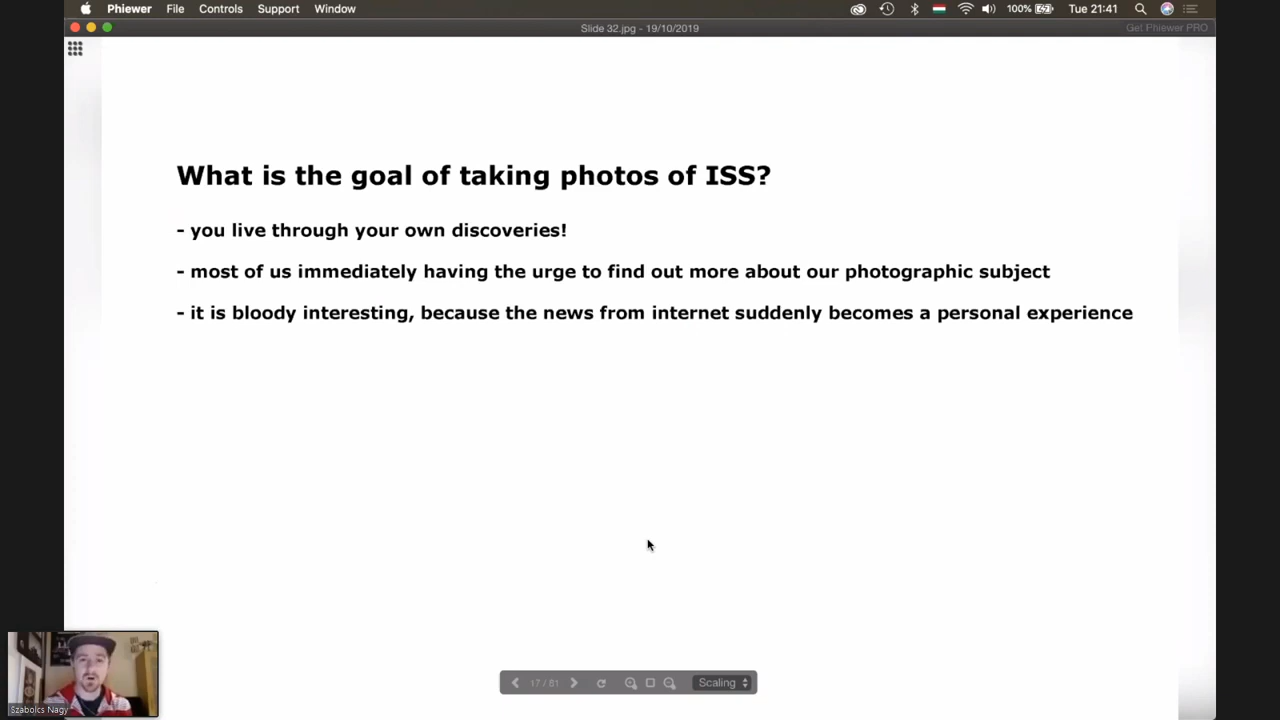 Phiewer File Controls Support Window 100% Tue 21:41
Slide 32.jpg - 19/10/2019 Get Phiewer PRO
What is the goal of taking photos of ISS?
- you live through your own discoveries!
- most of us immediately having the urge to find out more about our photographic subject
- it is bloody interesting, because the news from internet suddenly becomes a personal experience
17 / 81 Scaling
Szabolcs Nagy